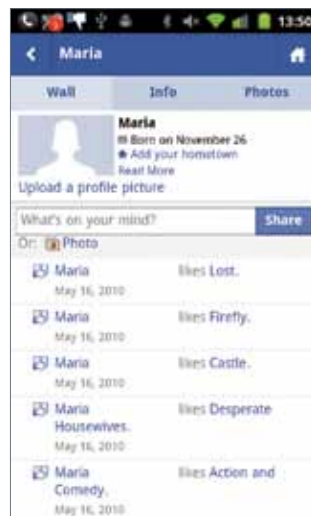 13:50
Maria
Wall Info Photos
Maria
Born on November 26
Add your hometown
Read More
Upload a profile picture
What's on your mind? Share
Or: Photo
Maria likes Lost.
May 16, 2010
Maria likes Firefly.
May 16, 2010
Maria likes Castle.
May 16, 2010
Maria likes Desperate
Housewives.
May 16, 2010
Maria likes Action and
Comedy.
May 16, 2010